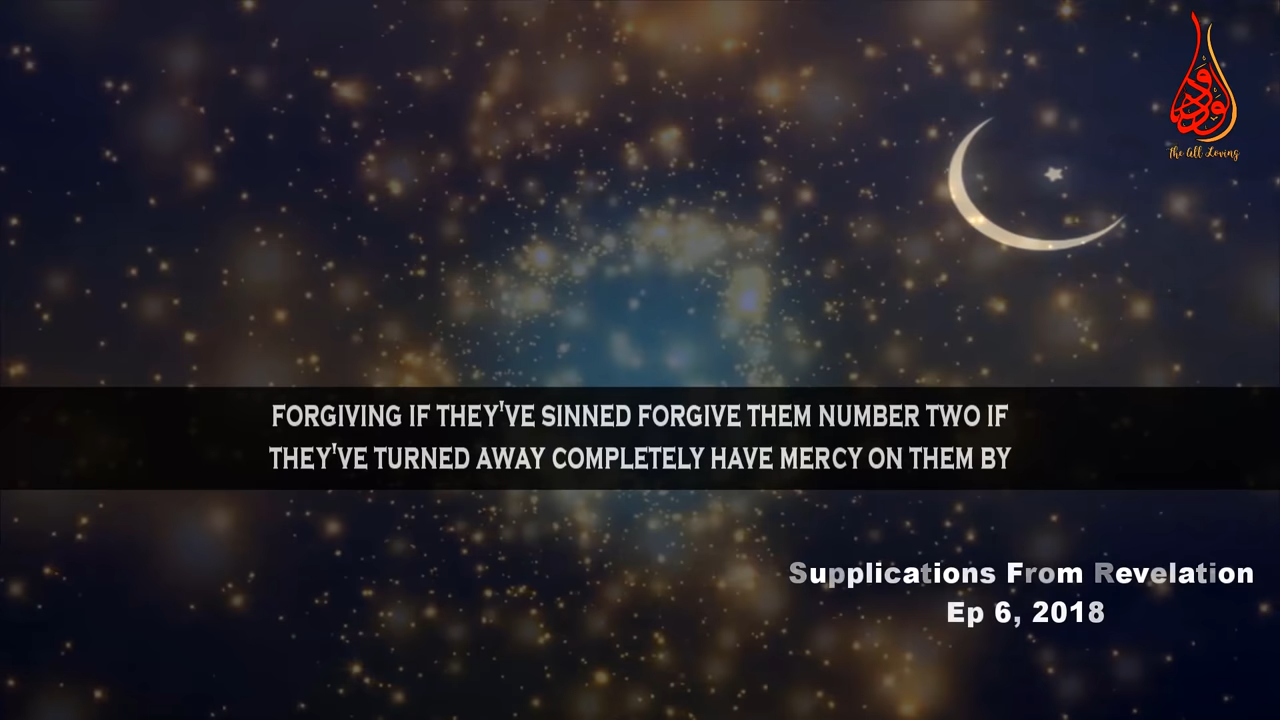 الودود
The All Loving
FORGIVING IF THEY'VE SINNED FORGIVE THEM NUMBER TWO IF
THEY'VE TURNED AWAY COMPLETELY HAVE MERCY ON THEM BY
Supplications From Revelation
Ep 6, 2018